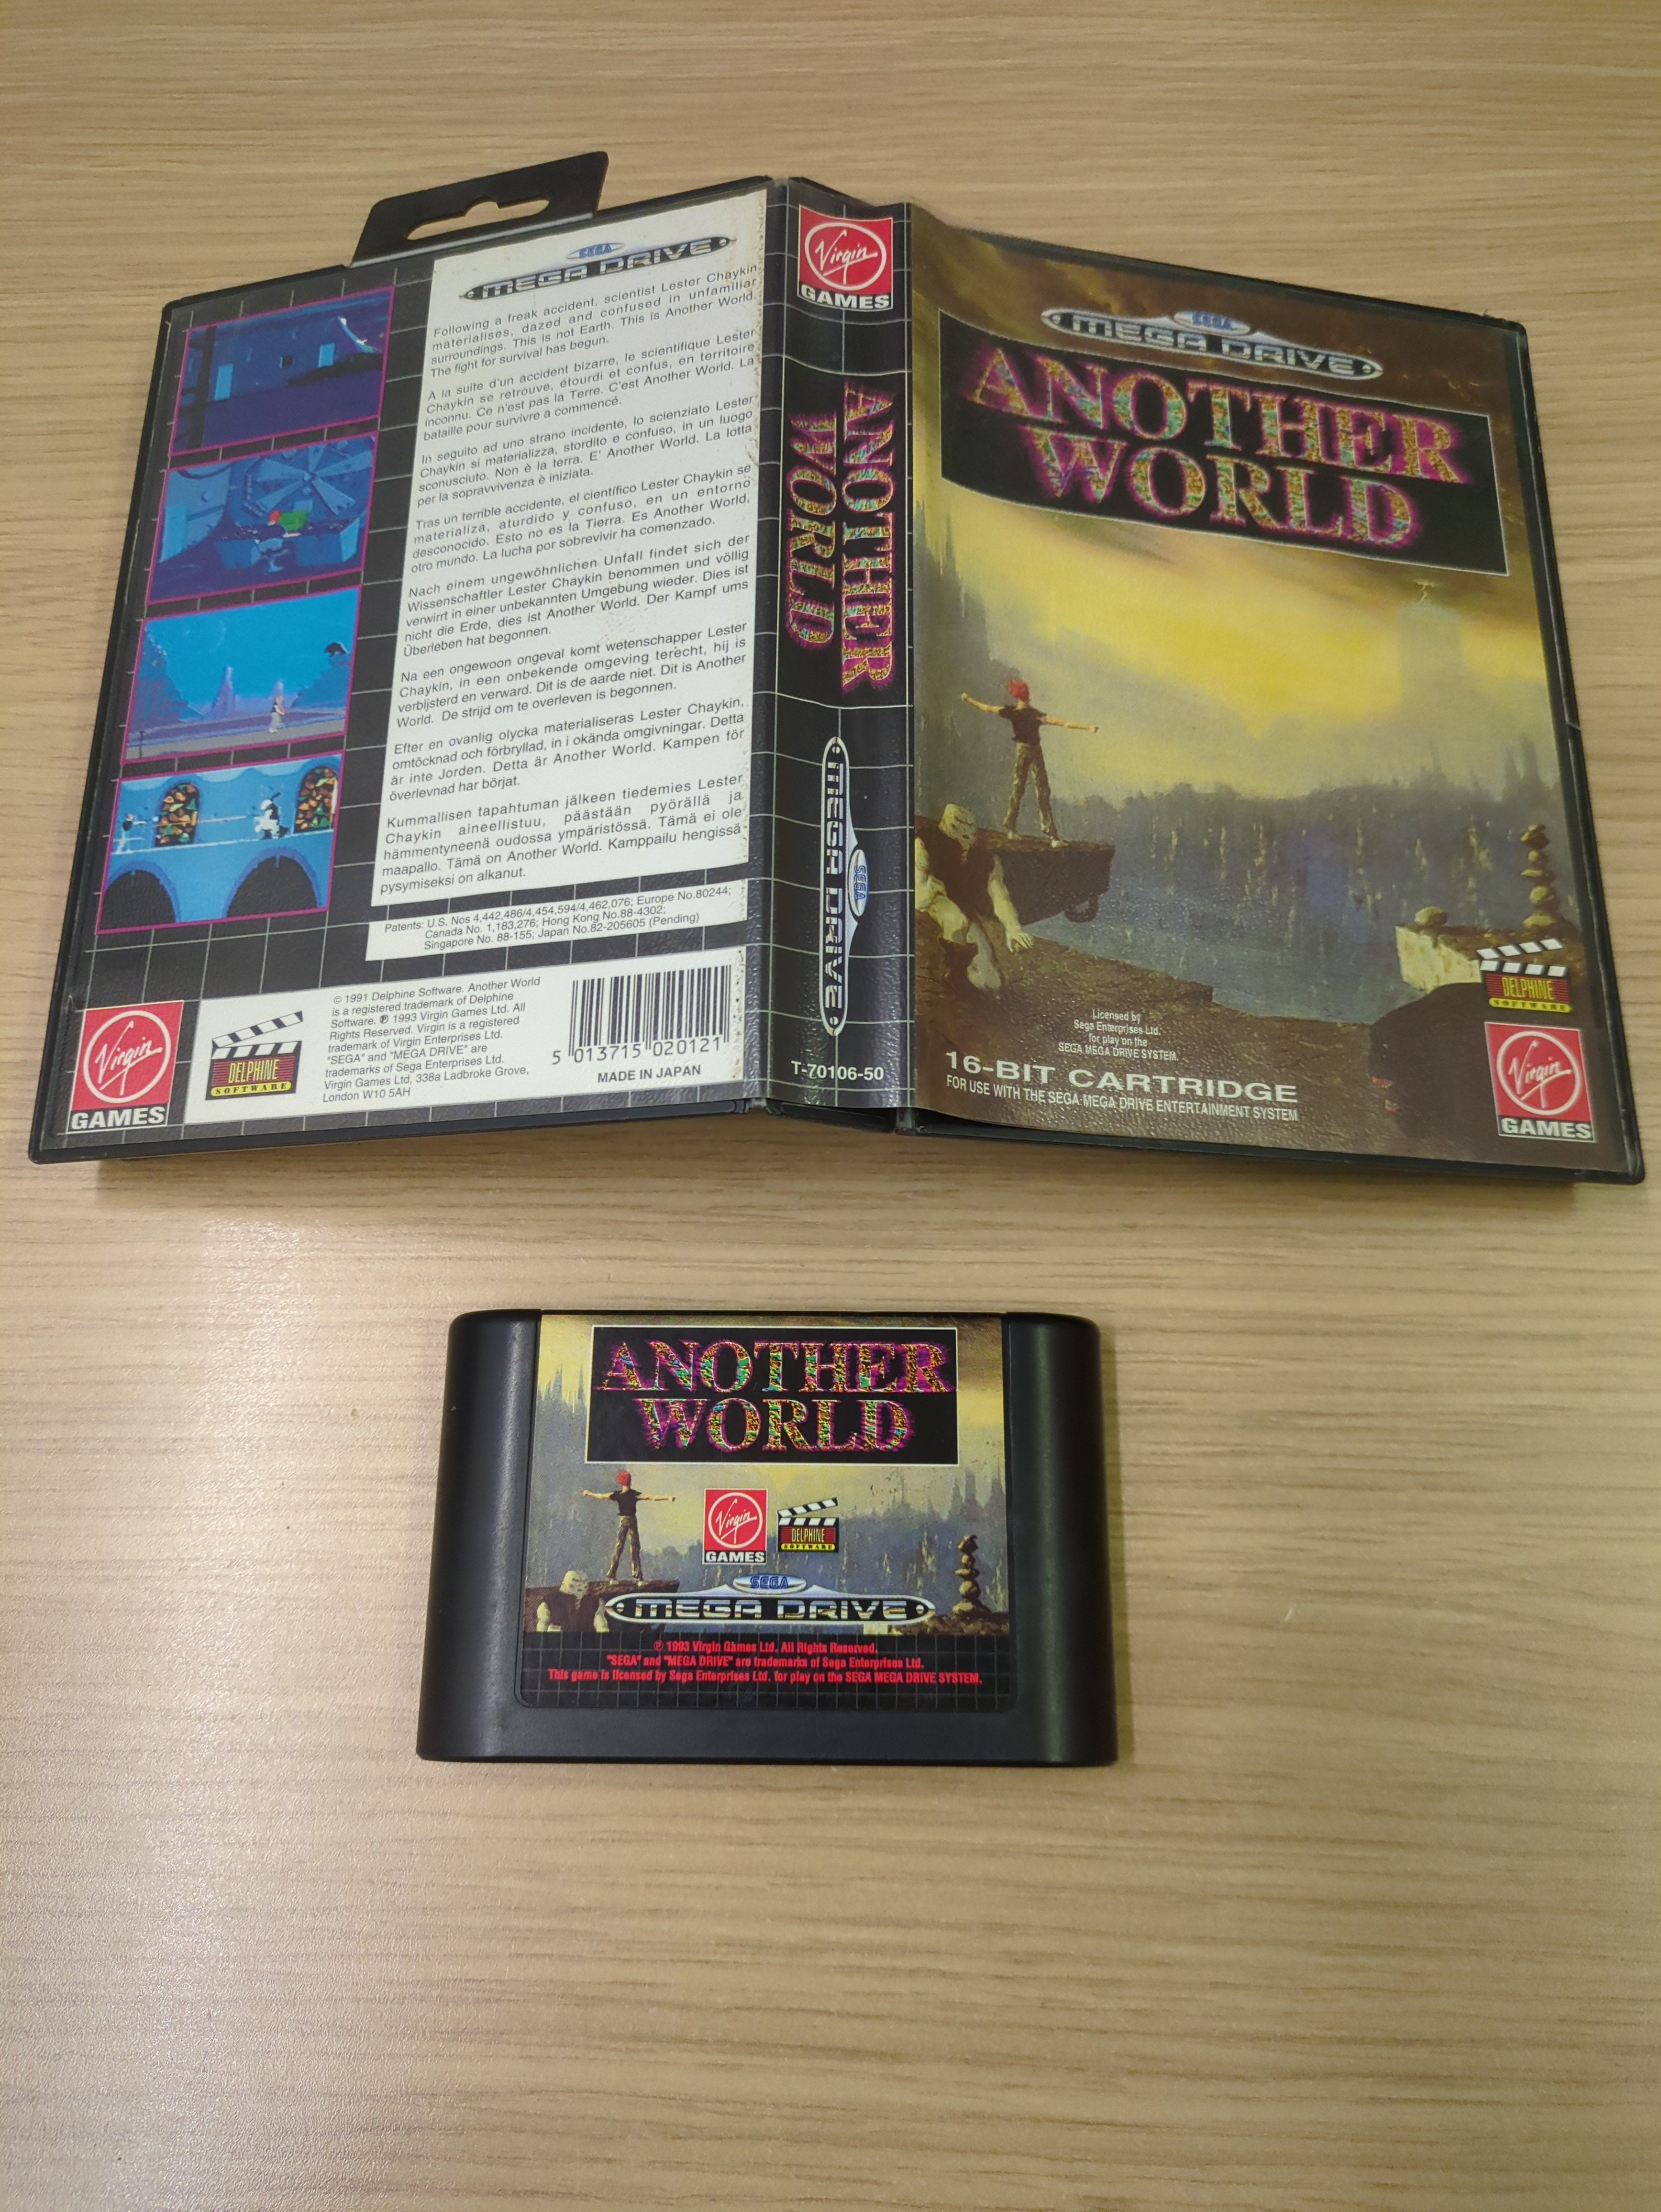 SEGA
MEGA DRIVE
Following a freak accident, scientist Lester Chaykin
materialises, dazed and confused in unfamiliar
surroundings. This is not Earth. This is Another World.
The fight for survival has begun.
A la suite d'un accident bizarre, le scientifique Lester
Chaykin se retrouve, étourdi et confus, en territoire
inconnu. Ce n'est pas la Terre. C'est Another World. La
bataille pour survivre a commencé.
In seguito ad uno strano incidente, lo scienziato Lester
Chaykin si materializza, stordito e confuso, in un luogo
sconusciuto. Non è la terra. E' Another World. La lotta
per la sopravvivenza è iniziata.
Tras un terrible accidente, el científico Lester Chaykin se
materializa, aturdido y confuso, en un entorno
desconocido. Esto no es la Tierra. Es Another World,
otro mundo. La lucha por sobrevivir ha comenzado.
Nach einem ungewöhnlichen Unfall findet sich der
Wissenschaftler Lester Chaykin benommen und völlig
verwirrt in einer unbekannten Umgebung wieder. Dies ist
nicht die Erde, dies ist Another World. Der Kampf ums
Überleben hat begonnen.
Na een ongewoon ongeval komt wetenschapper Lester
Chaykin, in een onbekende omgeving terecht, hij is
verbijsterd en verward. Dit is de aarde niet. Dit is Another
World. De strijd om te overleven is begonnen.
Efter en ovanlig olycka materialiseras Lester Chaykin,
omtöcknad och förbryllad, in i okända omgivningar. Detta
är inte Jorden. Detta är Another World. Kampen för
överlevnad har börjat.
Kummallisen tapahtuman jälkeen tiedemies Lester
Chaykin aineellistuu, päästään pyörällä ja
hämmentyneenä oudossa ympäristössä. Tämä ei ole
maapallo. Tämä on Another World. Kamppailu hengissä-
pysymiseksi on alkanut.
Patents: U.S. Nos 4,442,486/4,454,594/4,462,076; Europe No.80244;
Canada No. 1,183,276; Hong Kong No.88-4302;
Singapore No. 88-155; Japan No.82-205605 (Pending)
Virgin
GAMES
DELPHINE
SOFTWARE
© 1991 Delphine Software. Another World
is a registered trademark of Delphine
Software. ℗ 1993 Virgin Games Ltd. All
Rights Reserved. Virgin is a registered
trademark of Virgin Enterprises Ltd.
"SEGA" and "MEGA DRIVE" are
trademarks of Sega Enterprises Ltd.
Virgin Games Ltd, 338a Ladbroke Grove,
London W10 5AH
5 013715 020121
MADE IN JAPAN
Virgin
GAMES
ANOTHER
WORLD
SEGA
MEGA DRIVE
T-70106-50
SEGA
MEGA DRIVE
ANOTHER
WORLD
DELPHINE
SOFTWARE
Licensed by
Sega Enterprises Ltd.
for play on the
SEGA MEGA DRIVE SYSTEM.
16-BIT CARTRIDGE
FOR USE WITH THE SEGA MEGA DRIVE ENTERTAINMENT SYSTEM
Virgin
GAMES
ANOTHER
WORLD
Virgin
GAMES
DELPHINE
SOFTWARE
SEGA
MEGA DRIVE
℗ 1993 Virgin Games Ltd. All Rights Reserved.
"SEGA" and "MEGA DRIVE" are trademarks of Sega Enterprises Ltd.
This game is licensed by Sega Enterprises Ltd. for play on the SEGA MEGA DRIVE SYSTEM.